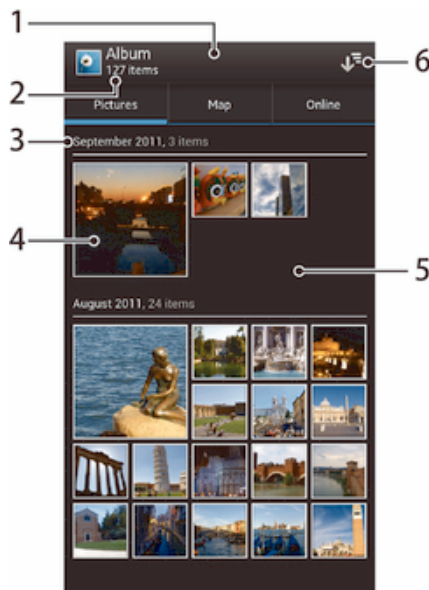 1
Album
127 items
6
2
Pictures Map Online
3
September 2011, 3 items
4
5
August 2011, 24 items